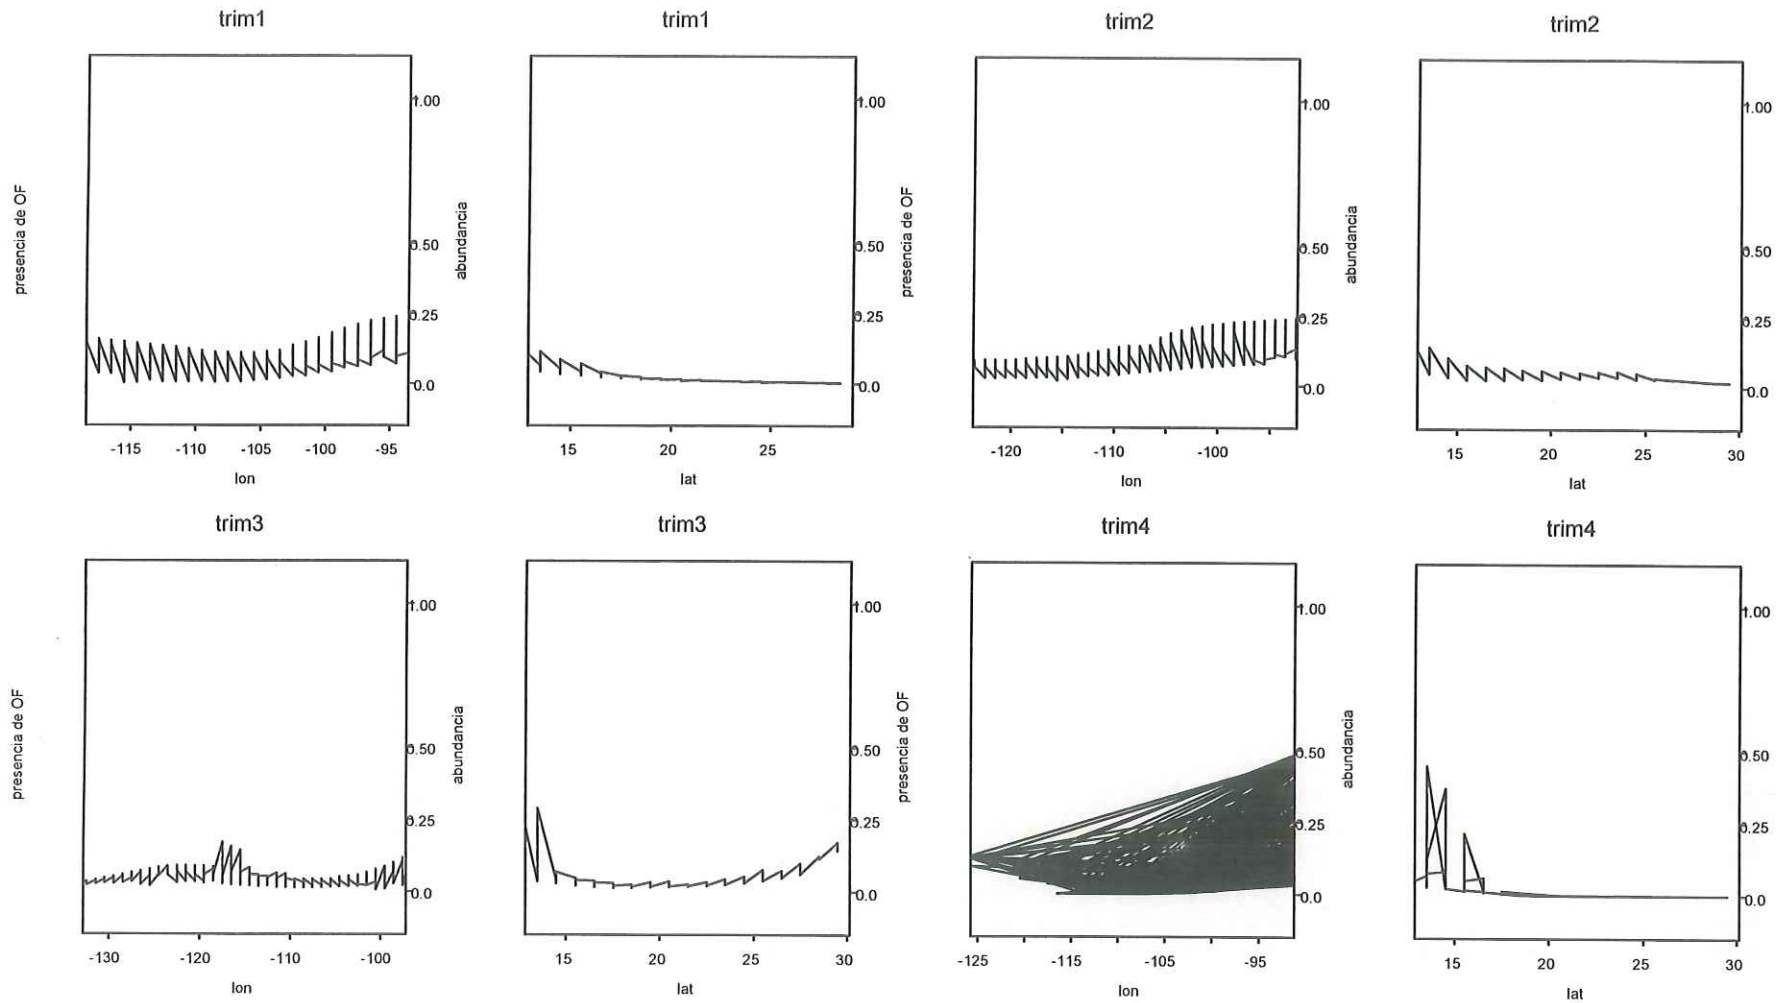 trim1
trim1
trim2
trim2
presencia de OF
1.00
0.50
0.25
0.0
abundancia
-115 -110 -105 -100 -95
lon
1.00
0.50
0.25
0.0
15 20 25
lat
presencia de OF
1.00
0.50
0.25
0.0
abundancia
-120 -110 -100
lon
1.00
0.50
0.25
0.0
15 20 25 30
lat
trim3
trim3
trim4
trim4
presencia de OF
1.00
0.50
0.25
0.0
abundancia
-130 -120 -110 -100
lon
1.00
0.50
0.25
0.0
15 20 25 30
lat
presencia de OF
1.00
0.50
0.25
0.0
abundancia
-125 -115 -105 -95
lon
1.00
0.50
0.25
0.0
15 20 25 30
lat